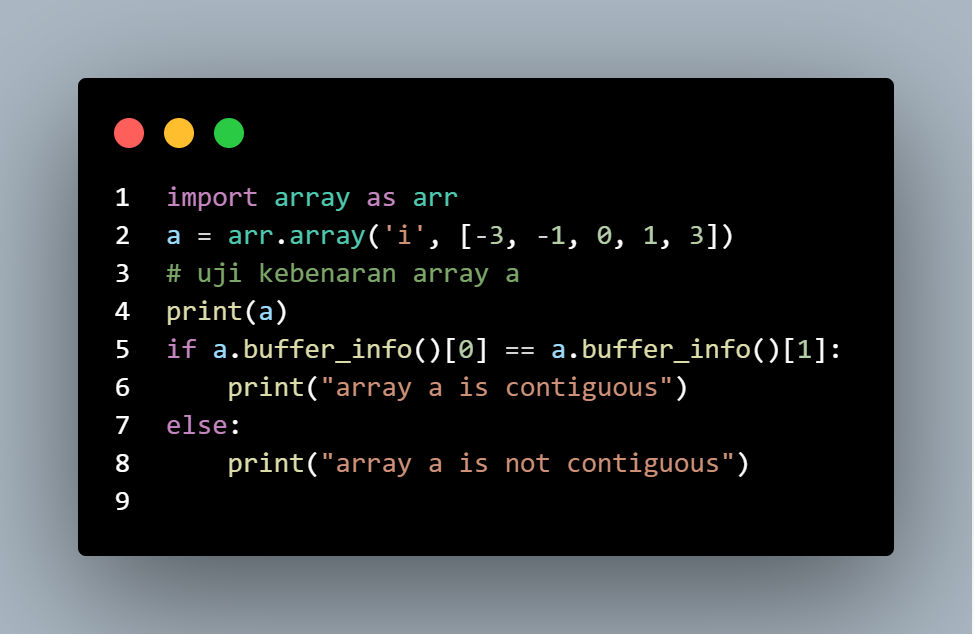 1 import array as arr
2 a = arr.array('i', [-3, -1, 0, 1, 3])
3 # uji kebenaran array a
4 print(a)
5 if a.buffer_info()[0] == a.buffer_info()[1]:
6     print("array a is contiguous")
7 else:
8     print("array a is not contiguous")
9